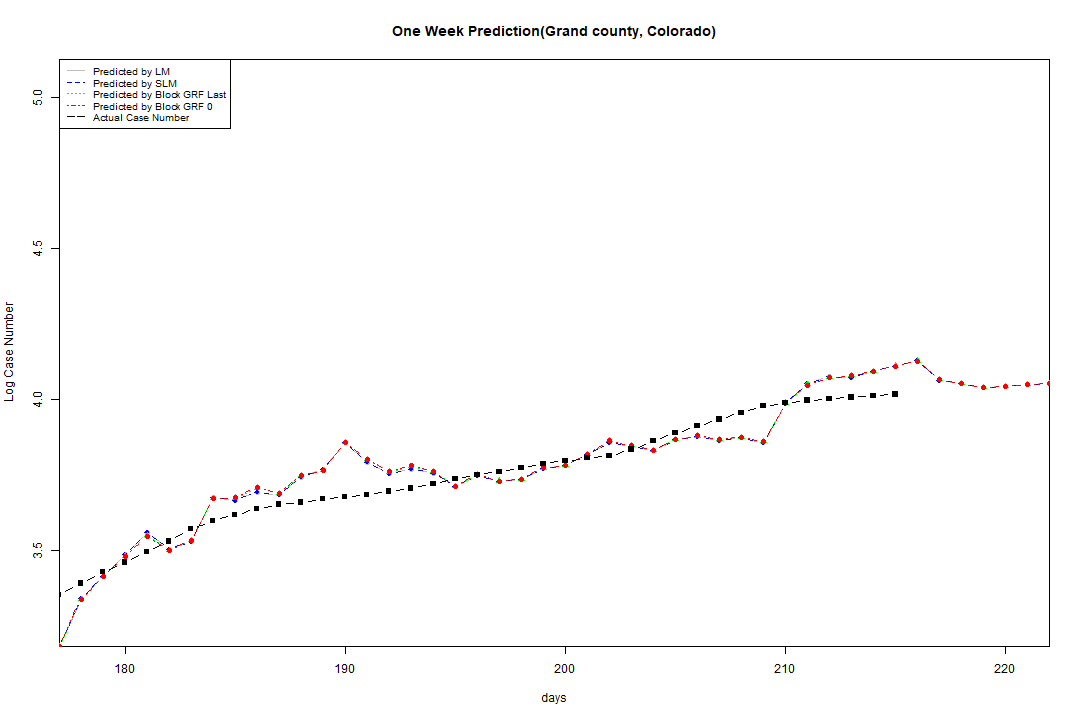 One Week Prediction(Grand county, Colorado)
Predicted by LM
Predicted by SLM
Predicted by Block GRF Last
Predicted by Block GRF 0
Actual Case Number
5.0
4.5
4.0
3.5
Log Case Number
180 190 200 210 220
days